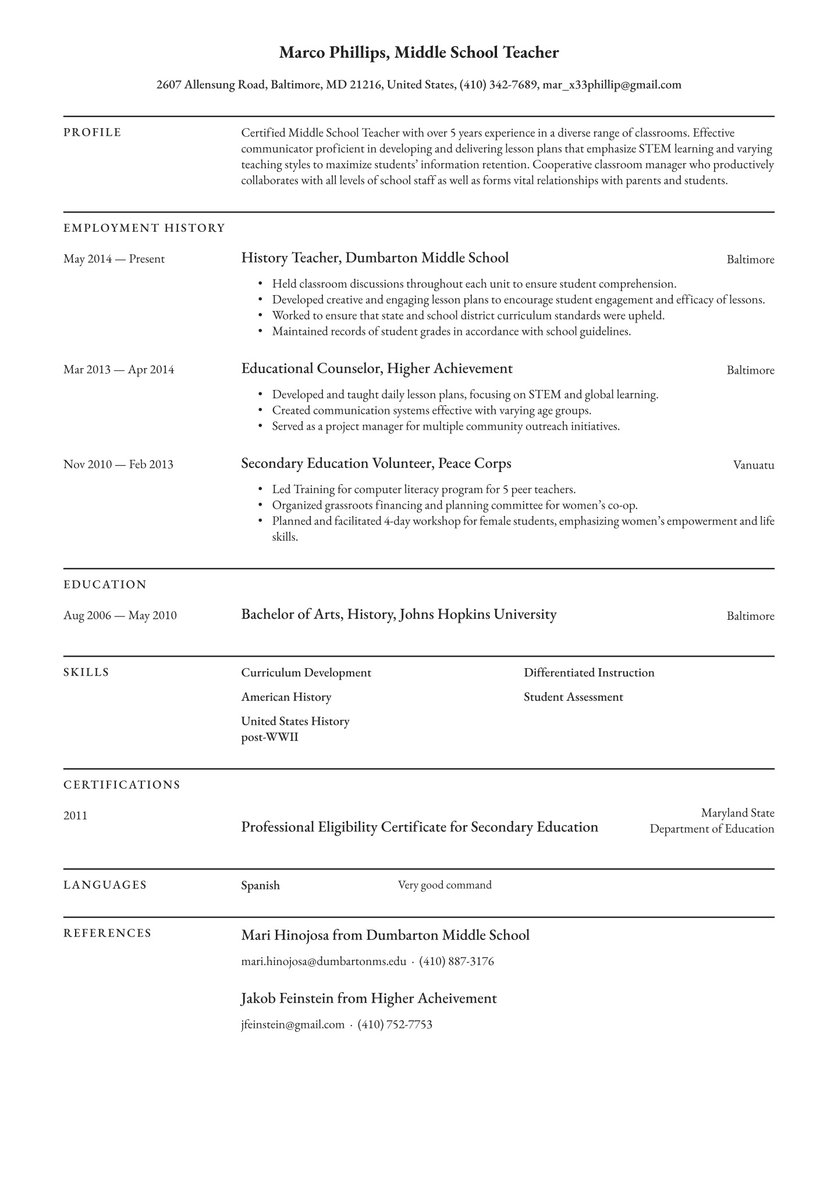 Marco Phillips, Middle School Teacher
2607 Allensung Road, Baltimore, MD 21216, United States, (410) 342-7689, mar_x33phillip@gmail.com
PROFILE
Certified Middle School Teacher with over 5 years experience in a diverse range of classrooms. Effective
communicator proficient in developing and delivering lesson plans that emphasize STEM learning and varying
teaching styles to maximize students’ information retention. Cooperative classroom manager who productively
collaborates with all levels of school staff as well as forms vital relationships with parents and students.
EMPLOYMENT HISTORY
May 2014 — Present History Teacher, Dumbarton Middle School Baltimore
• Held classroom discussions throughout each unit to ensure student comprehension.
• Developed creative and engaging lesson plans to encourage student engagement and efficacy of lessons.
• Worked to ensure that state and school district curriculum standards were upheld.
• Maintained records of student grades in accordance with school guidelines.
Mar 2013 — Apr 2014 Educational Counselor, Higher Achievement Baltimore
• Developed and taught daily lesson plans, focusing on STEM and global learning.
• Created communication systems effective with varying age groups.
• Served as a project manager for multiple community outreach initiatives.
Nov 2010 — Feb 2013 Secondary Education Volunteer, Peace Corps Vanuatu
• Led Training for computer literacy program for 5 peer teachers.
• Organized grassroots financing and planning committee for women’s co-op.
• Planned and facilitated 4-day workshop for female students, emphasizing women’s empowerment and life
skills.
EDUCATION
Aug 2006 — May 2010 Bachelor of Arts, History, Johns Hopkins University Baltimore
SKILLS
Curriculum Development Differentiated Instruction
American History Student Assessment
United States History
post-WWII
CERTIFICATIONS
2011
Professional Eligibility Certificate for Secondary Education
Maryland State
Department of Education
LANGUAGES
Spanish Very good command
REFERENCES
Mari Hinojosa from Dumbarton Middle School
mari.hinojosa@dumbartonms.edu · (410) 887-3176
Jakob Feinstein from Higher Acheivement
jfeinstein@gmail.com · (410) 752-7753